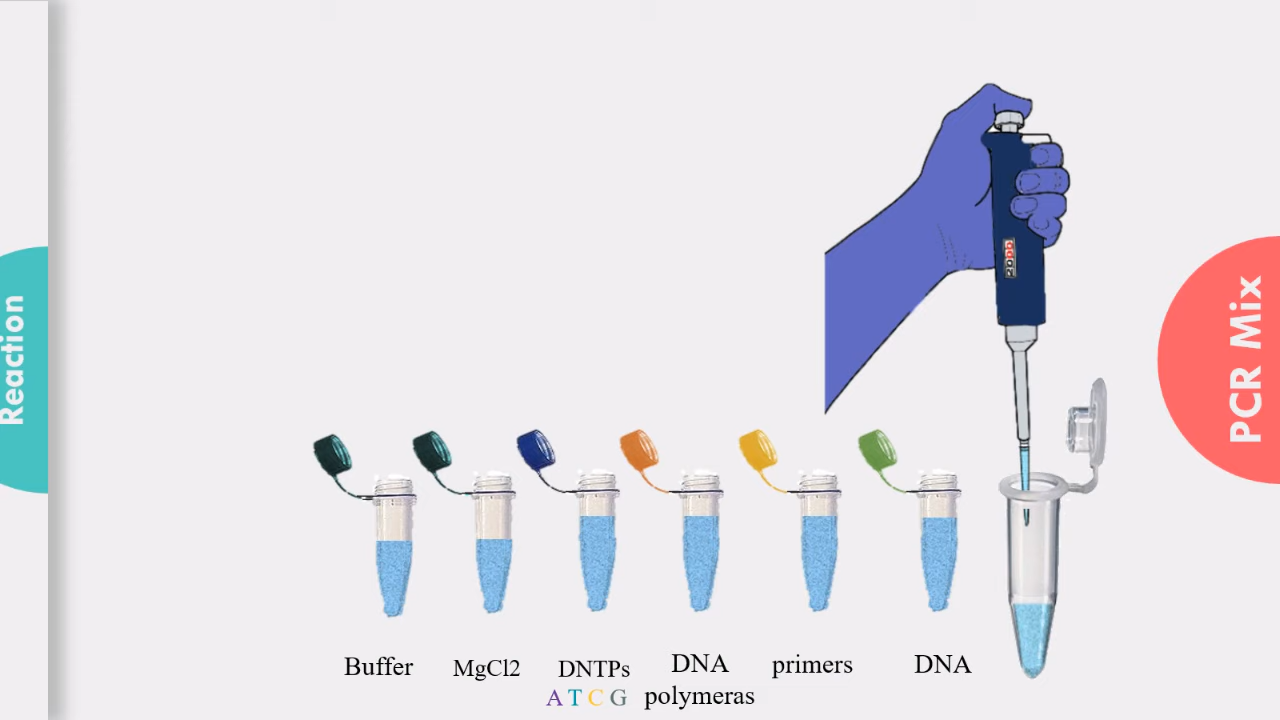 Reaction
PCR Mix
Buffer
MgCl2
DNTPs
A T C G
DNA
polymeras
primers
DNA